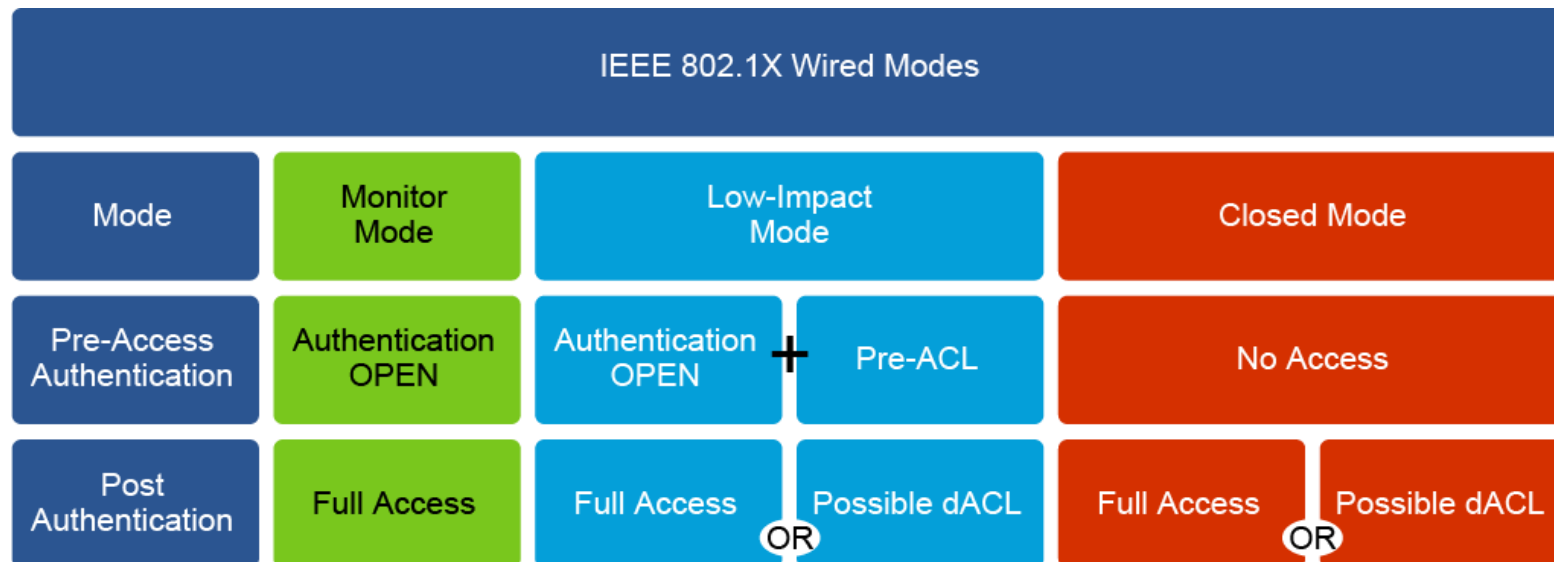 IEEE 802.1X Wired Modes
Mode
Monitor
Mode
Low-Impact
Mode
Closed Mode
Pre-Access
Authentication
Authentication
OPEN
Authentication
OPEN
+
Pre-ACL
No Access
Post
Authentication
Full Access
Full Access
OR
Possible dACL
Full Access
OR
Possible dACL